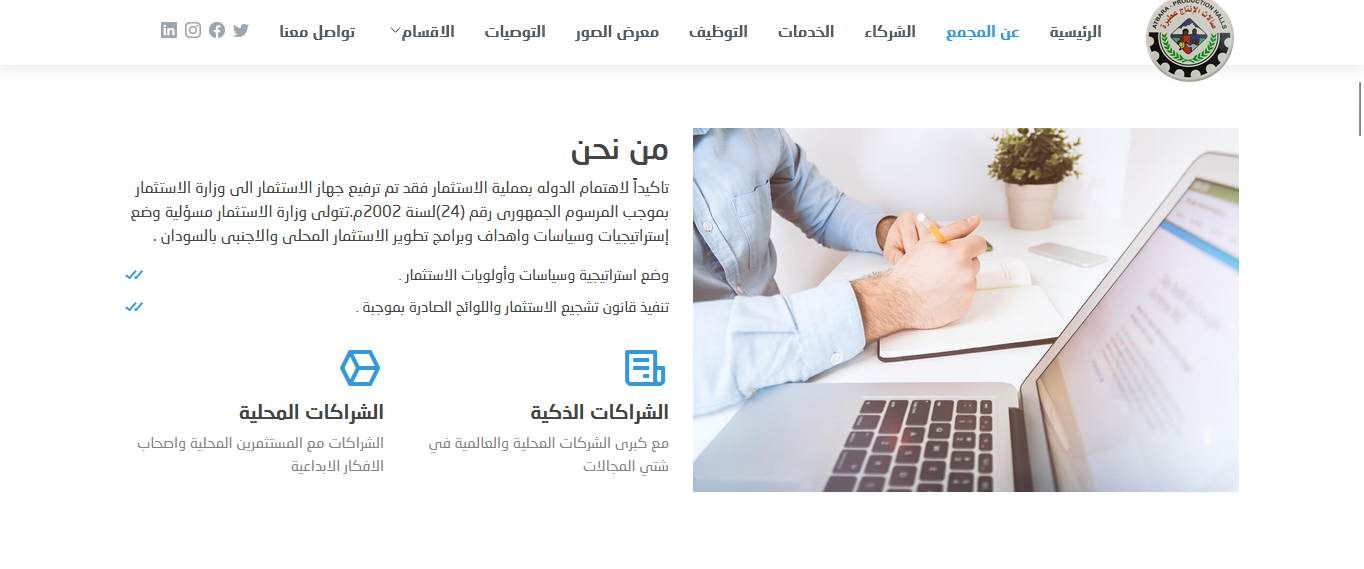 صالات الإنتاج عطبرة
ATBARA - PRODUCTION HALLS
الرئيسية
عن المجمع
الشركاء
الخدمات
التوظيف
معرض الصور
التوصيات
الاقسام
تواصل معنا
من نحن
تاكيداً لاهتمام الدوله بعملية الاستثمار فقد تم ترفيع جهاز الاستثمار الى وزارة الاستثمار
بموجب المرسوم الجمهورى رقم (24)لسنة 2002م.تتولى وزارة الاستثمار مسؤلية وضع
إستراتيجيات وسياسات واهداف وبرامج تطوير الاستثمار المحلى والاجنبى بالسودان .
وضع استراتيجية وسياسات وأولويات الاستثمار .
تنفيذ قانون تشجيع الاستثمار واللوائح الصادرة بموجبة .
الشراكات الذكية
مع كبرى الشركات المحلية والعالمية في
شتي المجالات
الشراكات المحلية
الشراكات مع المستثمرين المحلية واصحاب
الافكار الابداعية